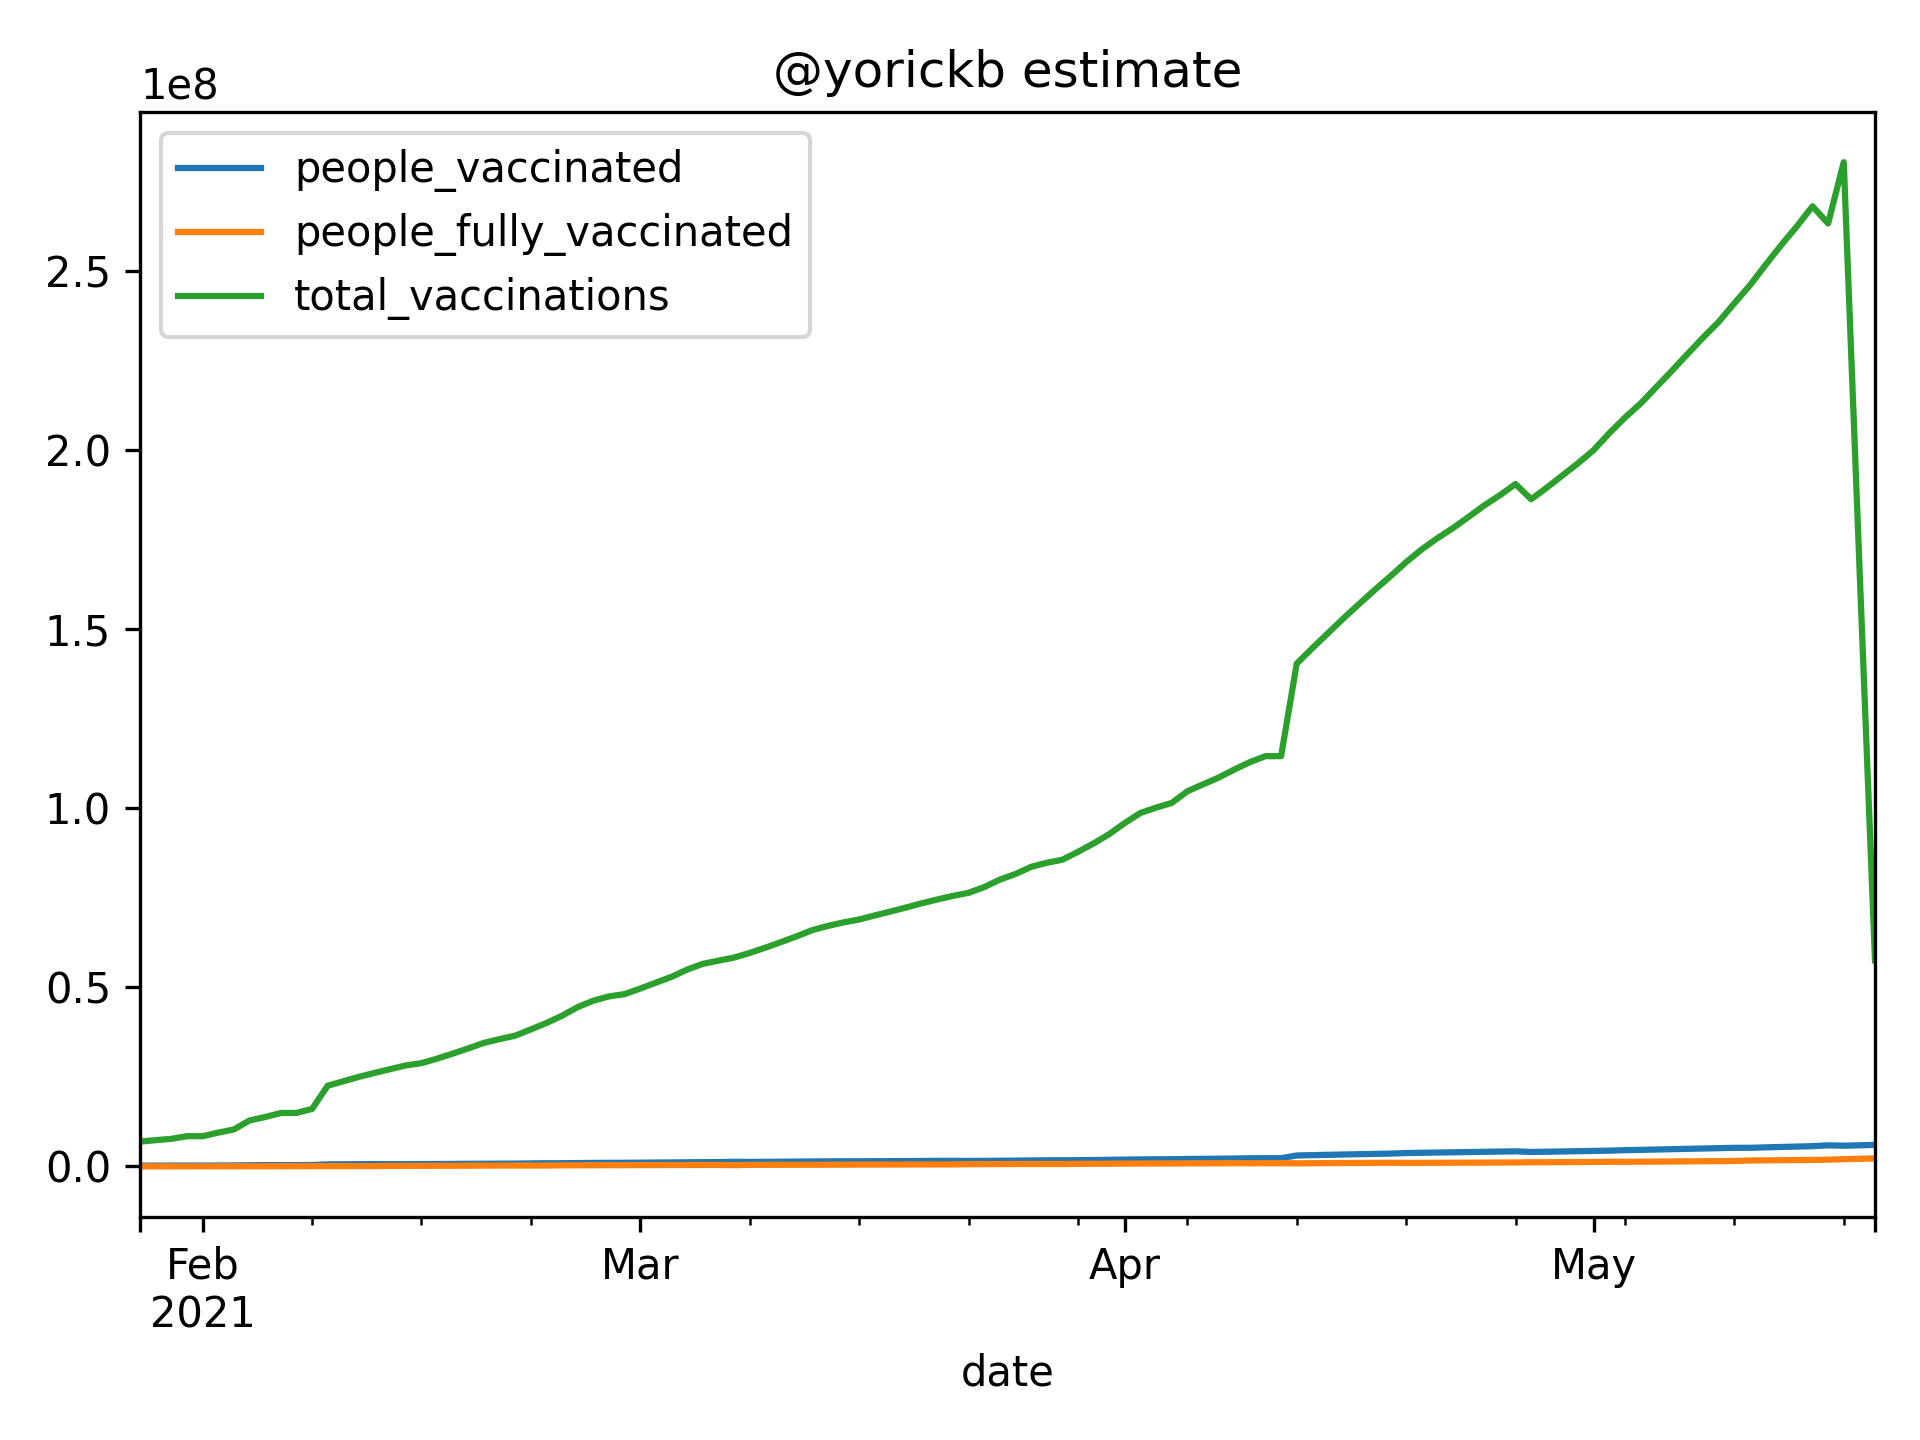 @yorickb estimate
1e8
people_vaccinated
people_fully_vaccinated
total_vaccinations
2.5
2.0
1.5
1.0
0.5
0.0
Feb Mar Apr May
2021
date